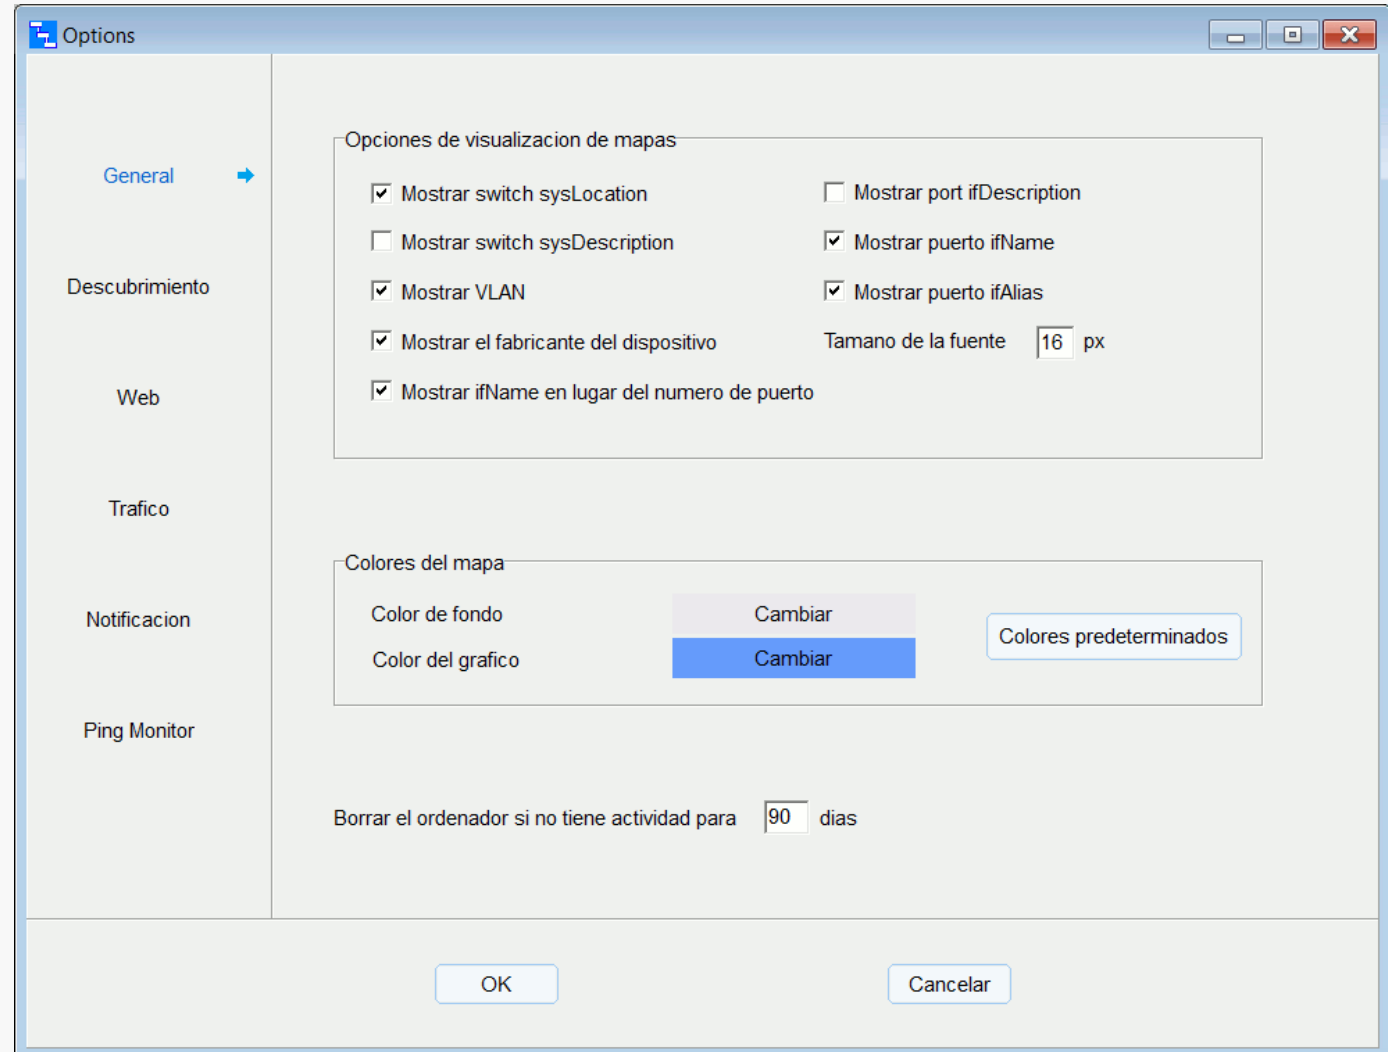 Options
General
Descubrimiento
Web
Trafico
Notificacion
Ping Monitor
Opciones de visualizacion de mapas
Mostrar switch sysLocation
Mostrar port ifDescription
Mostrar switch sysDescription
Mostrar puerto ifName
Mostrar VLAN
Mostrar puerto ifAlias
Mostrar el fabricante del dispositivo
Tamano de la fuente 16 px
Mostrar ifName en lugar del numero de puerto
Colores del mapa
Color de fondo Cambiar
Color del grafico Cambiar
Colores predeterminados
Borrar el ordenador si no tiene actividad para 90 dias
OK
Cancelar